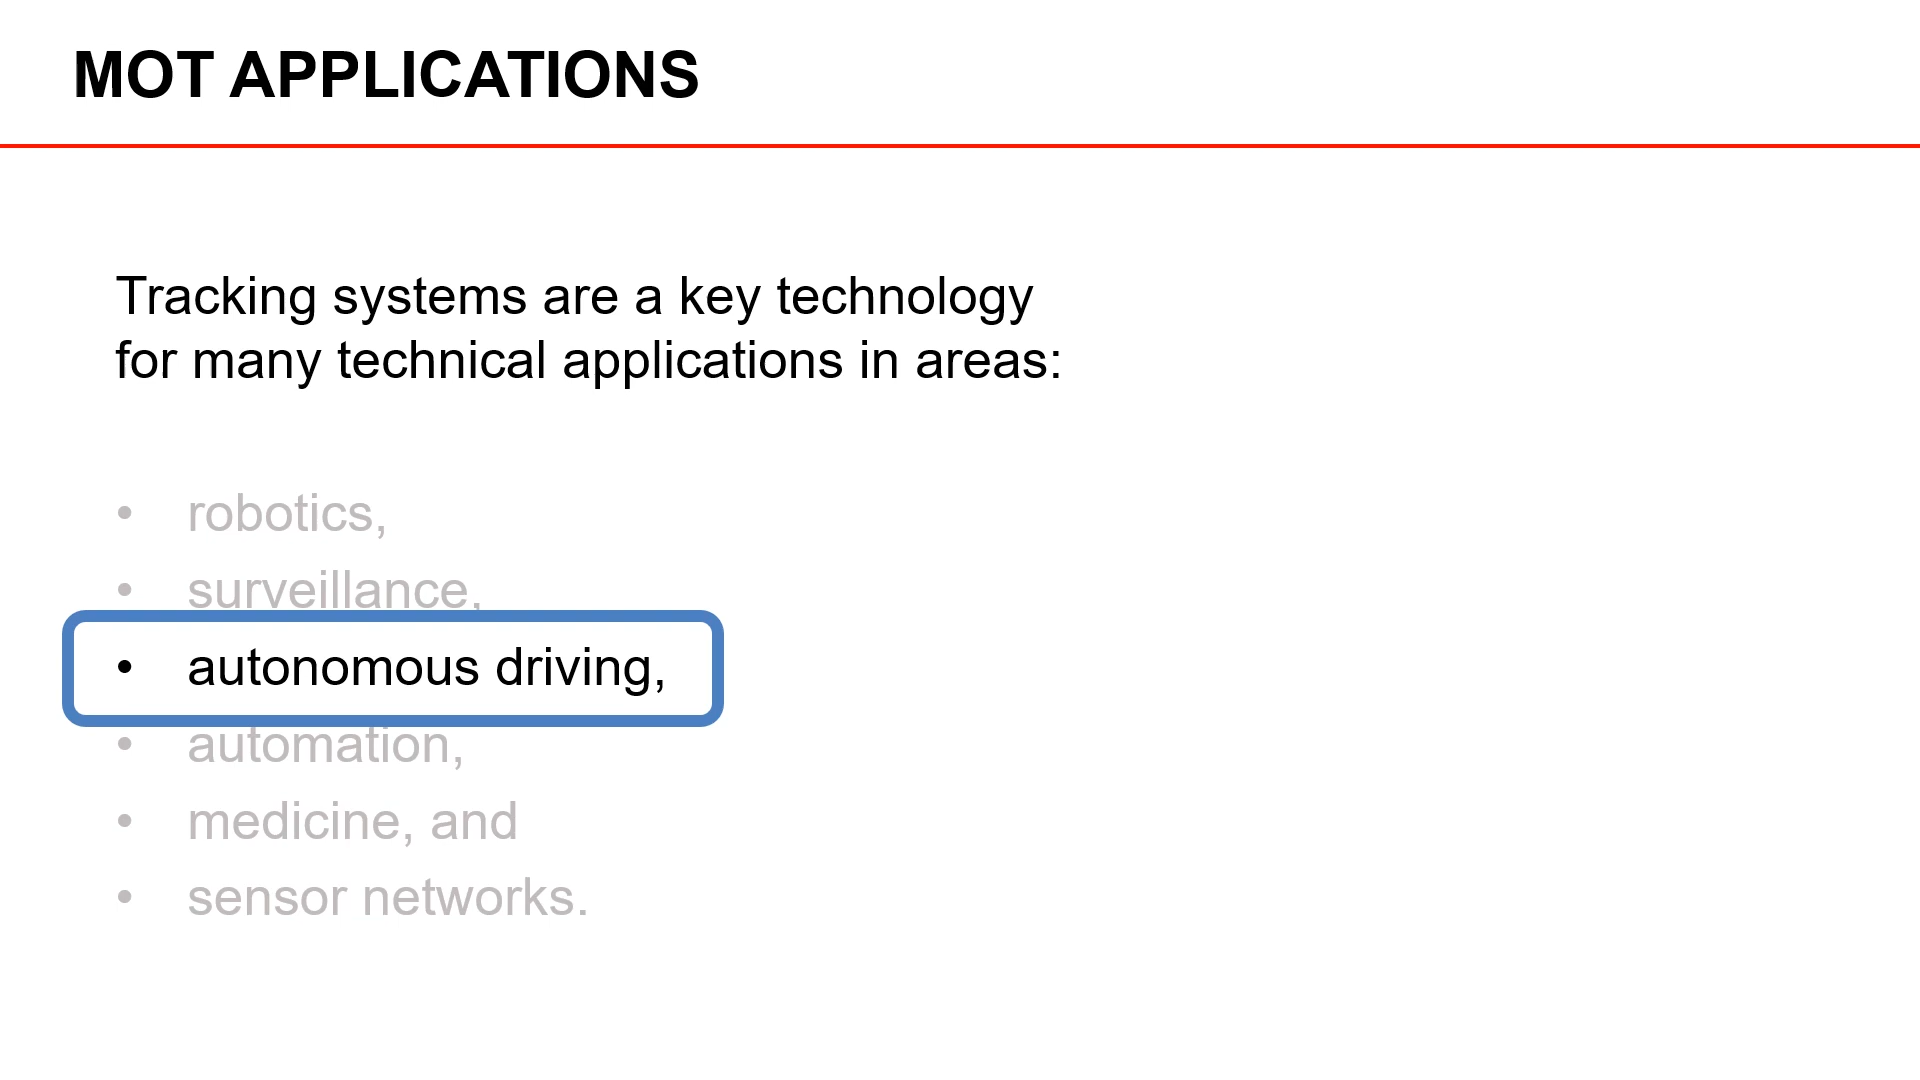 MOT APPLICATIONS
Tracking systems are a key technology
for many technical applications in areas:
• robotics,
• surveillance,
• autonomous driving,
• automation,
• medicine, and
• sensor networks.